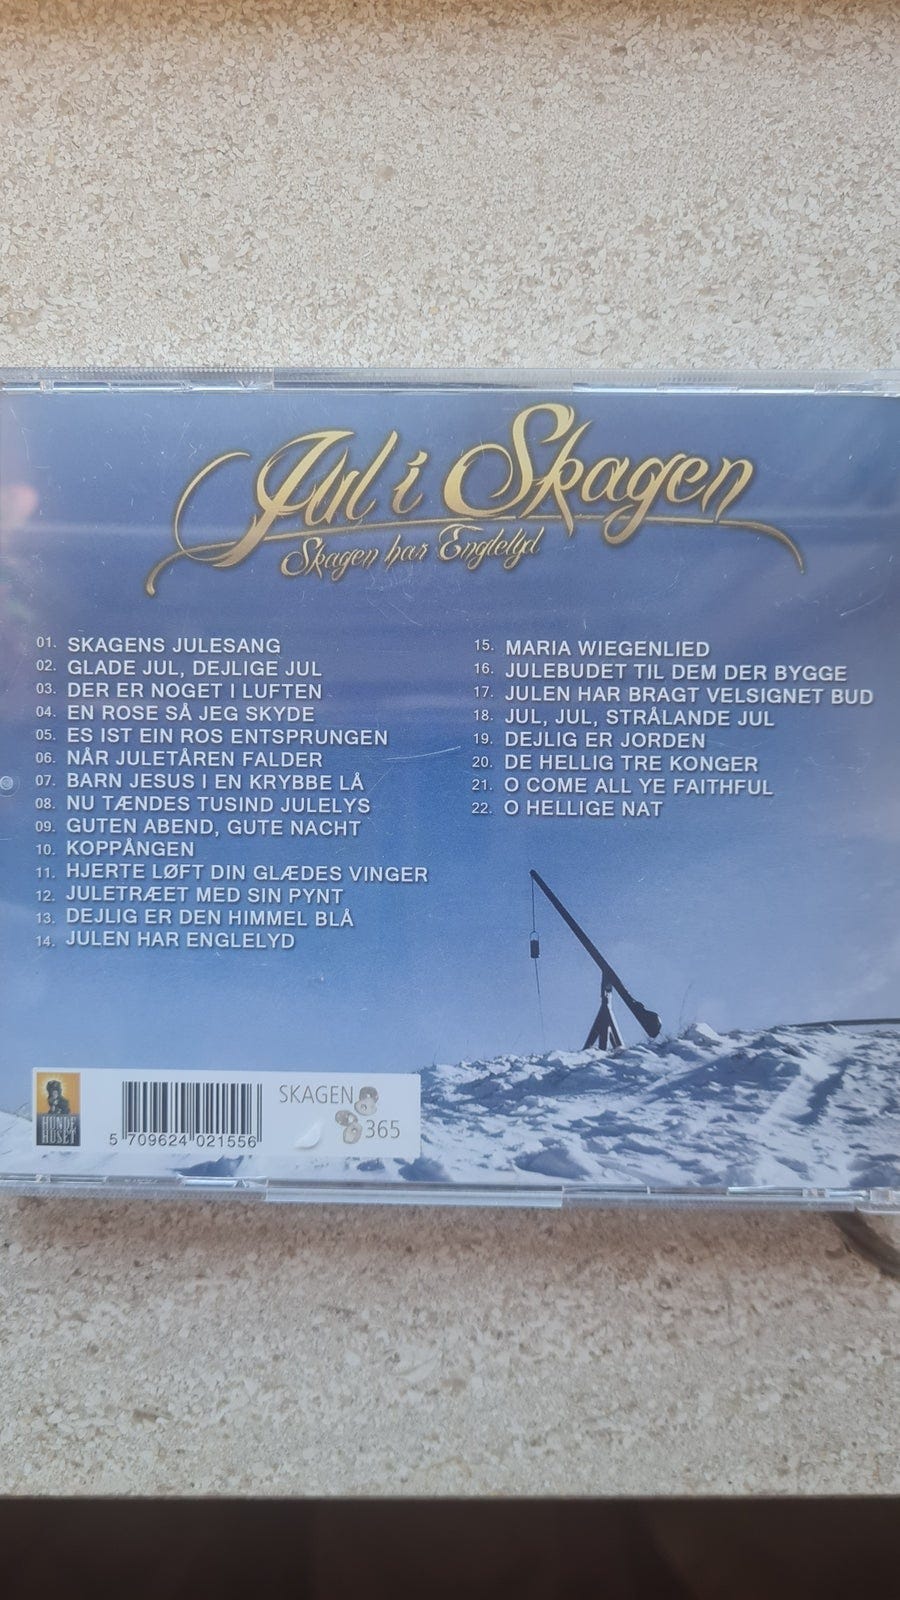 Jul i Skagen
Skagen har Englelyd
01. SKAGENS JULESANG
02. GLADE JUL, DEJLIGE JUL
03. DER ER NOGET I LUFTEN
04. EN ROSE SÅ JEG SKYDE
05. ES IST EIN ROS ENTSPRUNGEN
06. NÅR JULETÅREN FALDER
07. BARN JESUS I EN KRYBBE LÅ
08. NU TÆNDES TUSIND JULELYS
09. GUTEN ABEND, GUTE NACHT
10. KOPPÅNGEN
11. HJERTE LØFT DIN GLÆDES VINGER
12. JULETRÆET MED SIN PYNT
13. DEJLIG ER DEN HIMMEL BLÅ
14. JULEN HAR ENGLELYD
15. MARIA WIEGENLIED
16. JULEBUDET TIL DEM DER BYGGE
17. JULEN HAR BRAGT VELSIGNET BUD
18. JUL, JUL, STRÅLANDE JUL
19. DEJLIG ER JORDEN
20. DE HELLIG TRE KONGER
21. O COME ALL YE FAITHFUL
22. O HELLIGE NAT
HUNDE
HUSET
5 709624 021556
SKAGEN
365